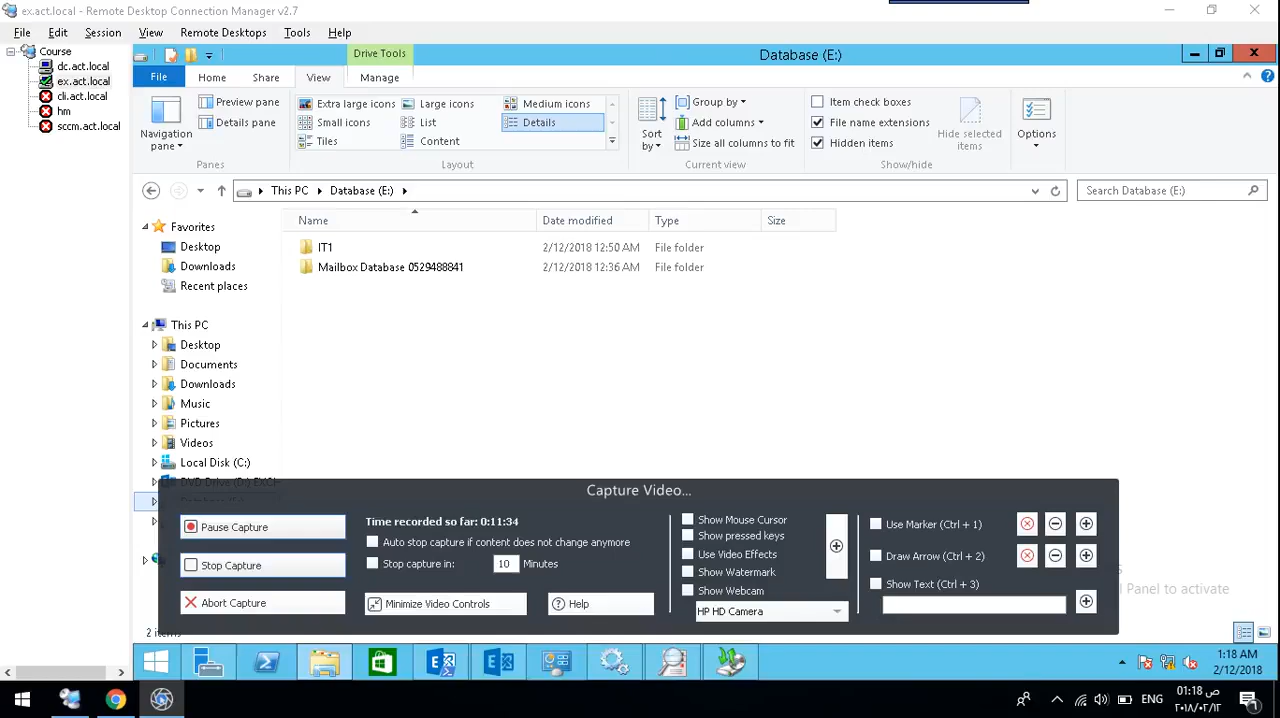 ex.act.local - Remote Desktop Connection Manager v2.7
File Edit Session View Remote Desktops Tools Help
Course
dc.act.local
ex.act.local
cli.act.local
hm
sccm.act.local
Drive Tools
Database (E:)
File Home Share View Manage
Navigation pane
Preview pane
Details pane
Panes
Extra large icons Large icons Medium icons
Small icons List Details
Tiles Content
Layout
Sort by
Group by
Add columns
Size all columns to fit
Current view
Item check boxes
File name extensions
Hidden items
Hide selected items
Show/hide
Options
This PC Database (E:)
Search Database (E:)
Name Date modified Type Size
IT1 2/12/2018 12:50 AM File folder
Mailbox Database 0529488841 2/12/2018 12:36 AM File folder
Favorites
Desktop
Downloads
Recent places
This PC
Desktop
Documents
Downloads
Music
Pictures
Videos
Local Disk (C:)
DVD Drive (D:) EXCH
Capture Video...
Pause Capture
Stop Capture
Abort Capture
Time recorded so far: 0:11:34
Auto stop capture if content does not change anymore
Stop capture in: 10 Minutes
Minimize Video Controls
Help
Show Mouse Cursor
Show pressed keys
Use Video Effects
Show Watermark
Show Webcam
HP HD Camera
Use Marker (Ctrl + 1)
Draw Arrow (Ctrl + 2)
Show Text (Ctrl + 3)
l Panel to activate
1:18 AM
2/12/2018
ENG
01:18 ص
٢٠١٨/٠٢/١٢